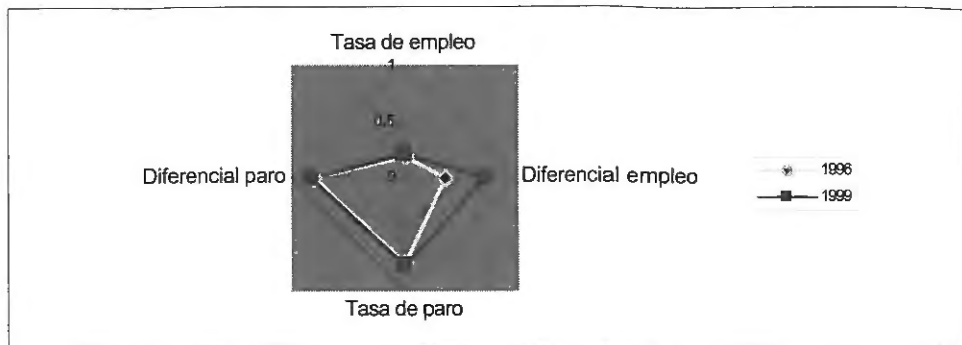 Tasa de empleo
1
0.5
Diferencial paro
0
Diferencial empleo
1996
1999
Tasa de paro